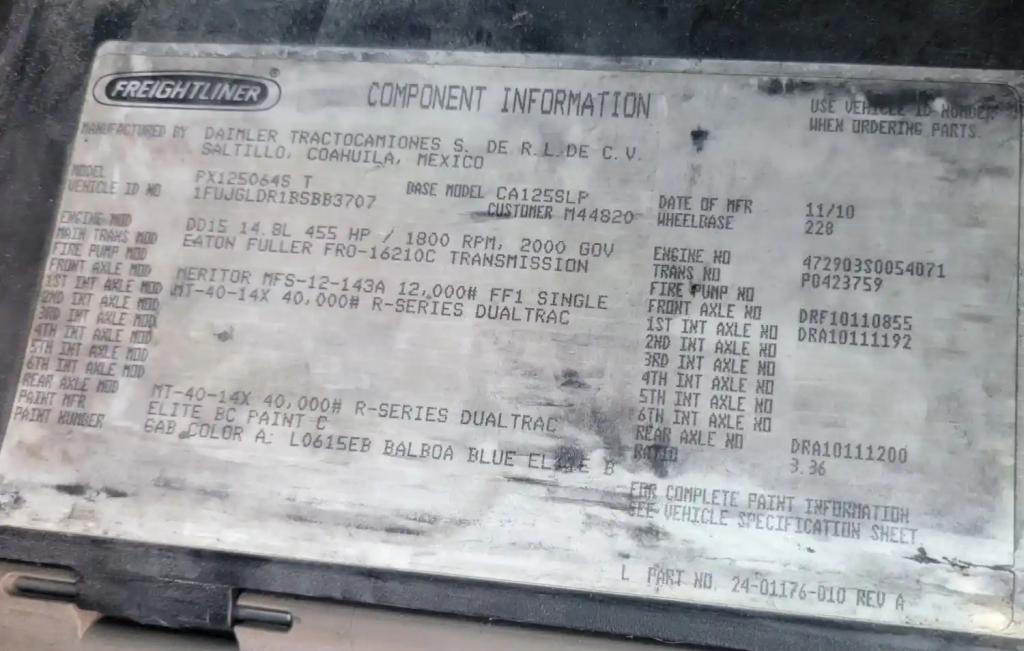 FREIGHTLINER®
COMPONENT INFORMATION
USE VEHICLE ID NUMBER
WHEN ORDERING PARTS.
MANUFACTURED BY DAIMLER TRACTOCAMIONES S. DE R.L.DE C.V.
SALTILLO, COAHUILA, MEXICO
MODEL PX125064S T BASE MODEL CA125SLP DATE OF MFR 11/10
VEHICLE ID NO 1FUJGLDR1BSBB3707 CUSTOMER M44820 WHEELBASE 228
ENGINE MOD DD15 14.8L 455 HP / 1800 RPM, 2000 GOV ENGINE NO 472903S0054071
MAIN TRANS MOD EATON FULLER FRO-16210C TRANSMISSION TRANS NO P0423759
FIRE PUMP MOD FIRE PUMP NO
FRONT AXLE MOD MERITOR MFS-12-143A 12,000# FF1 SINGLE FRONT AXLE NO DRF10110855
1ST INT AXLE MOD MT-40-14X 40,000# R-SERIES DUALTRAC 1ST INT AXLE NO DRA10111192
2ND INT AXLE MOD 2ND INT AXLE NO
3RD INT AXLE MOD 3RD INT AXLE NO
4TH INT AXLE MOD 4TH INT AXLE NO
5TH INT AXLE MOD 5TH INT AXLE NO
6TH INT AXLE MOD 6TH INT AXLE NO
REAR AXLE MOD MT-40-14X 40,000# R-SERIES DUALTRAC REAR AXLE NO DRA10111200
PAINT MFR ELITE BC PAINT C RATIO 3.36
PAINT NUMBER CAB COLOR A: L0615EB BALBOA BLUE ELITE B
FOR COMPLETE PAINT INFORMATION
SEE VEHICLE SPECIFICATION SHEET
L PART NO. 24-01176-010 REV A